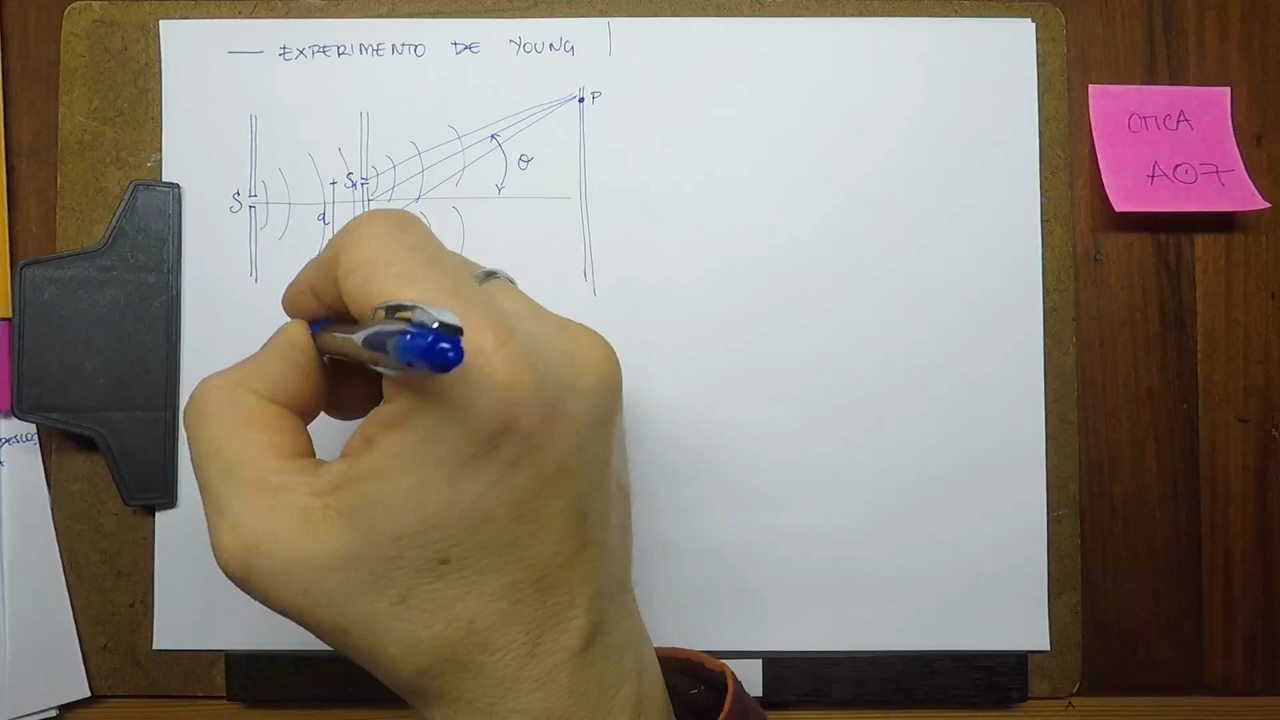 — EXPERIMENTO DE YOUNG
P
θ
S
S₁
d
OTICA
A07